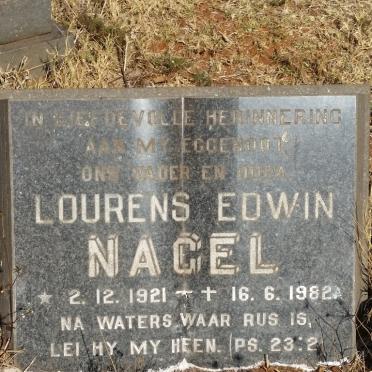 IN LIEFDEVOLLE HERINNERING
AAN MY EGGENOOT
ONS VADER EN OUPA
LOURENS EDWIN
NAGEL
★ 2. 12. 1921 — ✝ 16. 6. 1982
NA WATERS WAAR RUS IS,
LEI HY MY HEEN. PS. 23:2